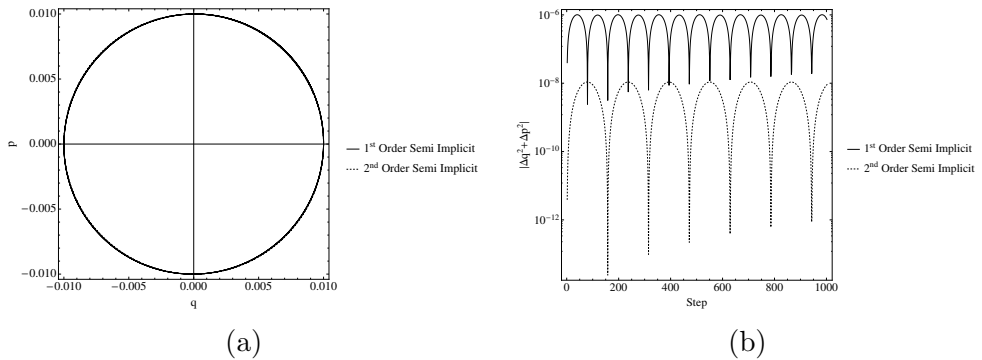 0.010
0.005
0.000
−0.005
−0.010
p
−0.010
−0.005
0.000
0.005
0.010
q
1st Order Semi Implicit
2nd Order Semi Implicit
(a)
10−6
10−8
10−10
10−12
|Δq2+Δp2|
0
200
400
600
800
1000
Step
1st Order Semi Implicit
2nd Order Semi Implicit
(b)